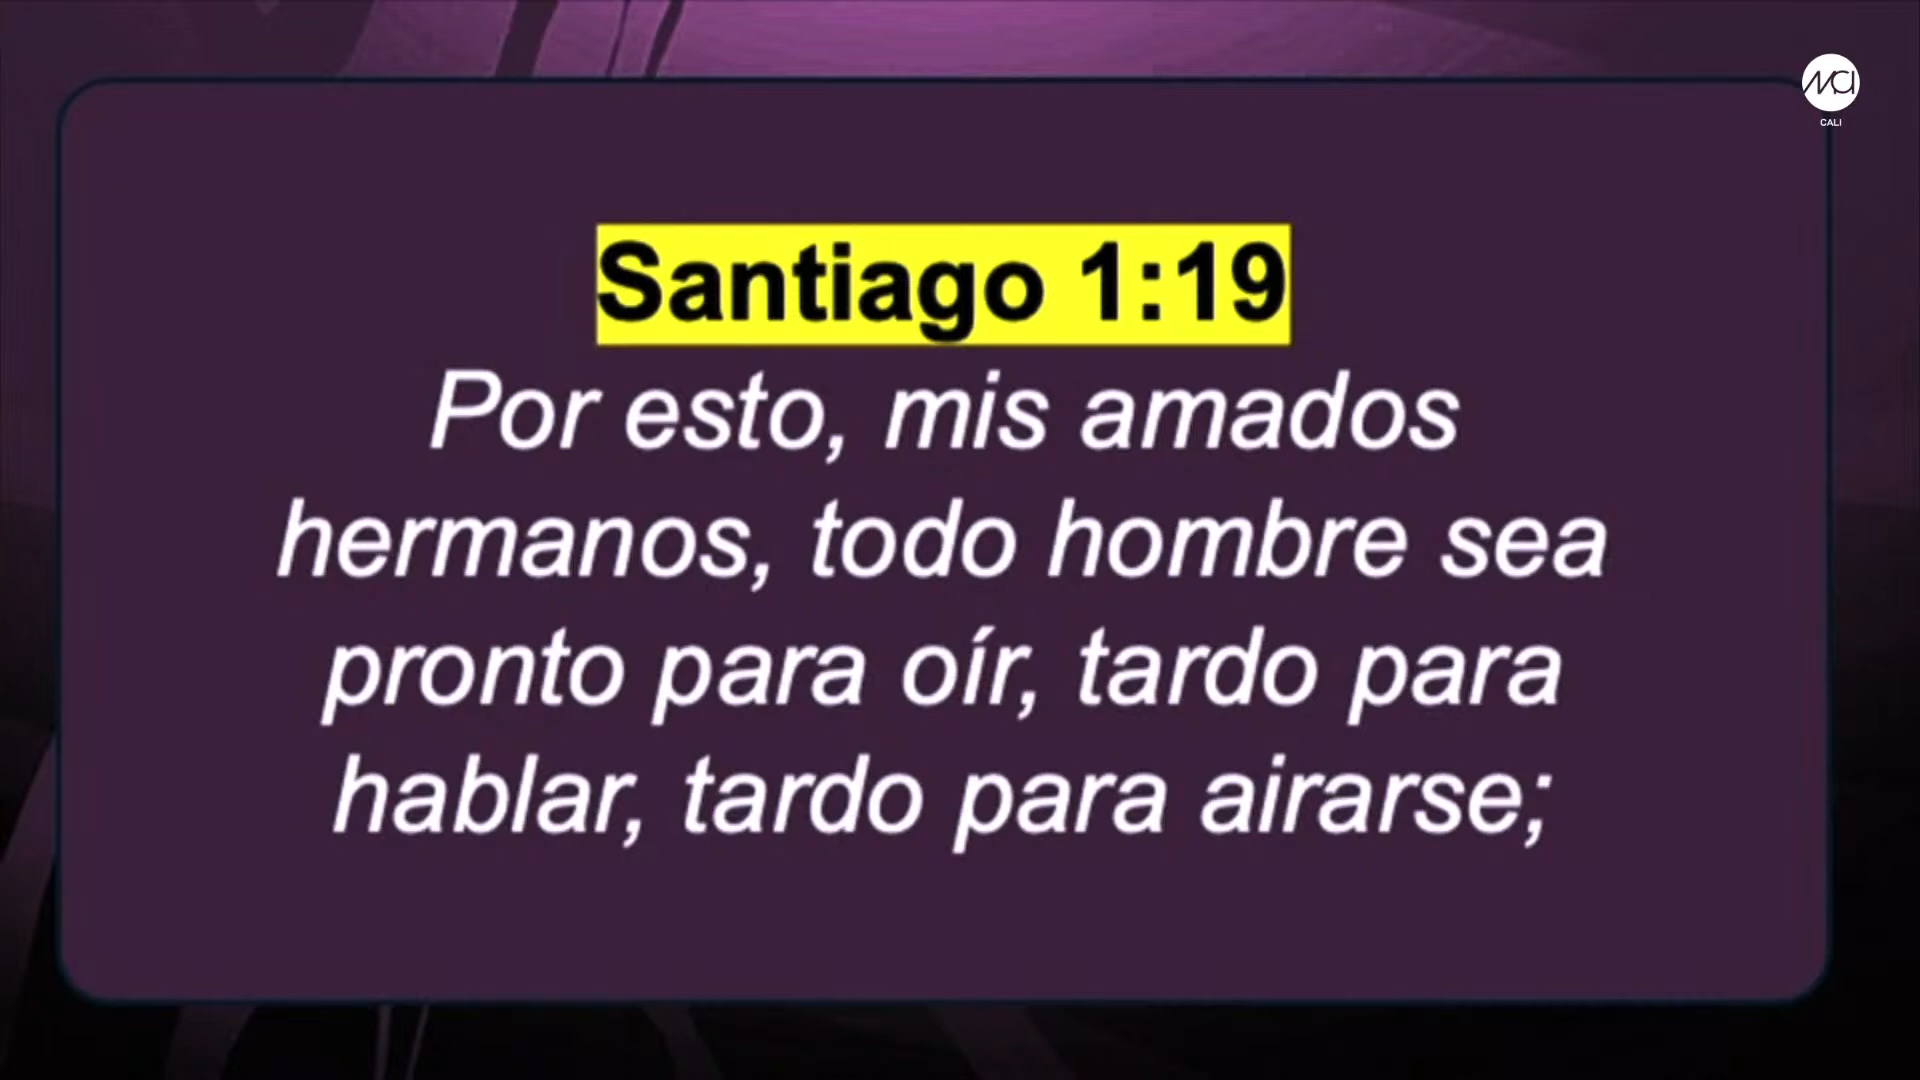 MCI
CALI
Santiago 1:19
Por esto, mis amados
hermanos, todo hombre sea
pronto para oír, tardo para
hablar, tardo para airarse;